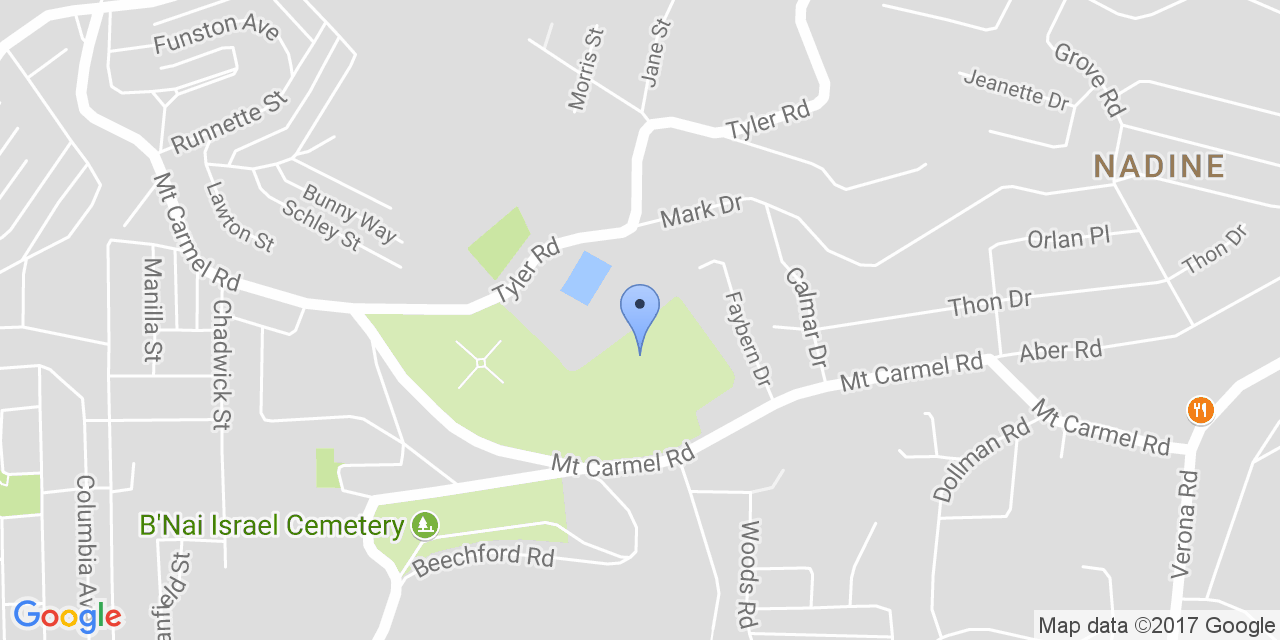 Funston Ave
Morris St
Jane St
Grove Rd
Jeanette Dr
Tyler Rd
Runnette St
NADINE
Mt Carmel Rd
Lawton St
Bunny Way
Schley St
Mark Dr
Orlan Pl
Thon Dr
Tyler Rd
Manilla St
Chadwick St
Faybern Dr
Calmar Dr
Thon Dr
Aber Rd
Mt Carmel Rd
Mt Carmel Rd
Dollman Rd
Mt Carmel Rd
Columbia Av
B'Nai Israel Cemetery
Beechford Rd
Woods Rd
Verona Rd
Google
Map data ©2017 Google